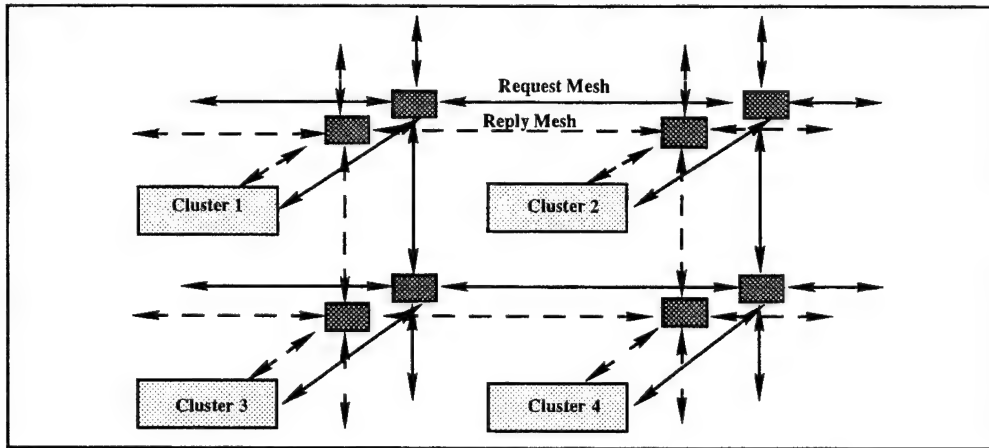 Request Mesh
Reply Mesh
Cluster 1
Cluster 2
Cluster 3
Cluster 4